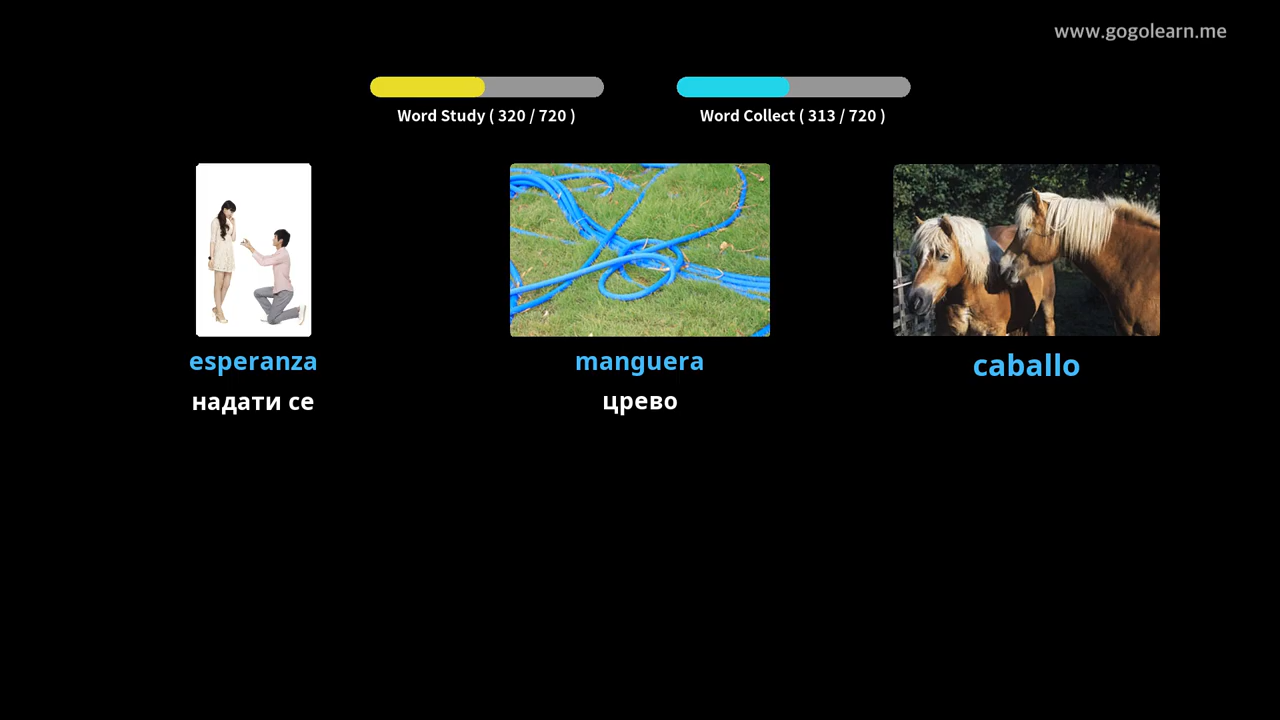 www.gogolearn.me
Word Study ( 320 / 720 )
Word Collect ( 313 / 720 )
esperanza
manguera
caballo
надати се
црево